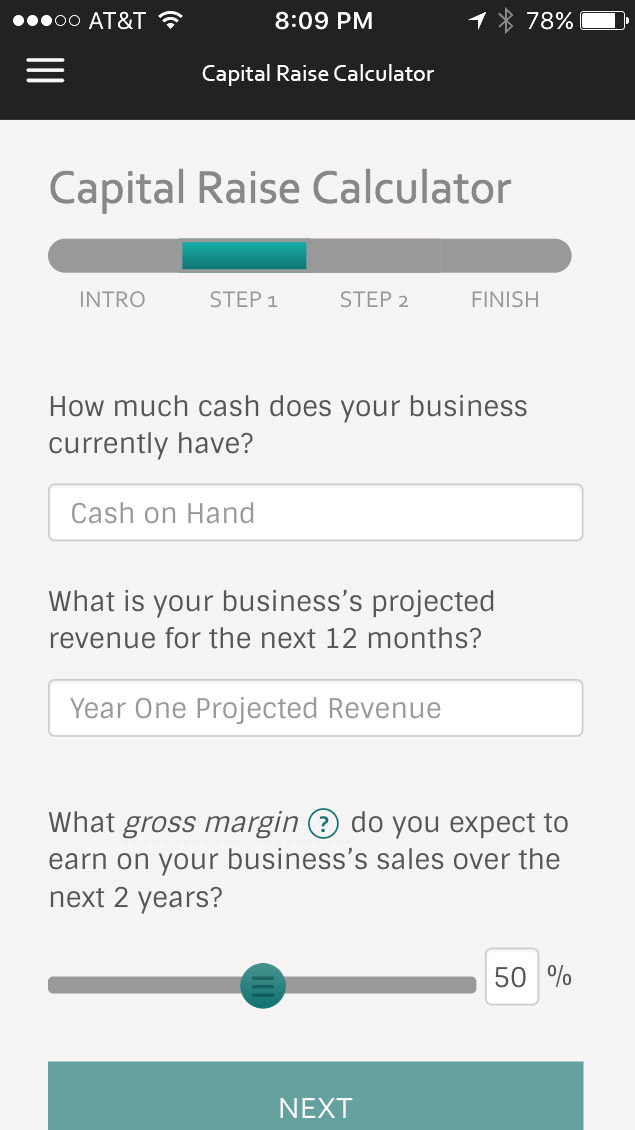 AT&T 8:09 PM 78%
Capital Raise Calculator
Capital Raise Calculator
INTRO STEP 1 STEP 2 FINISH
How much cash does your business
currently have?
Cash on Hand
What is your business’s projected
revenue for the next 12 months?
Year One Projected Revenue
What gross margin ? do you expect to
earn on your business’s sales over the
next 2 years?
50 %
NEXT